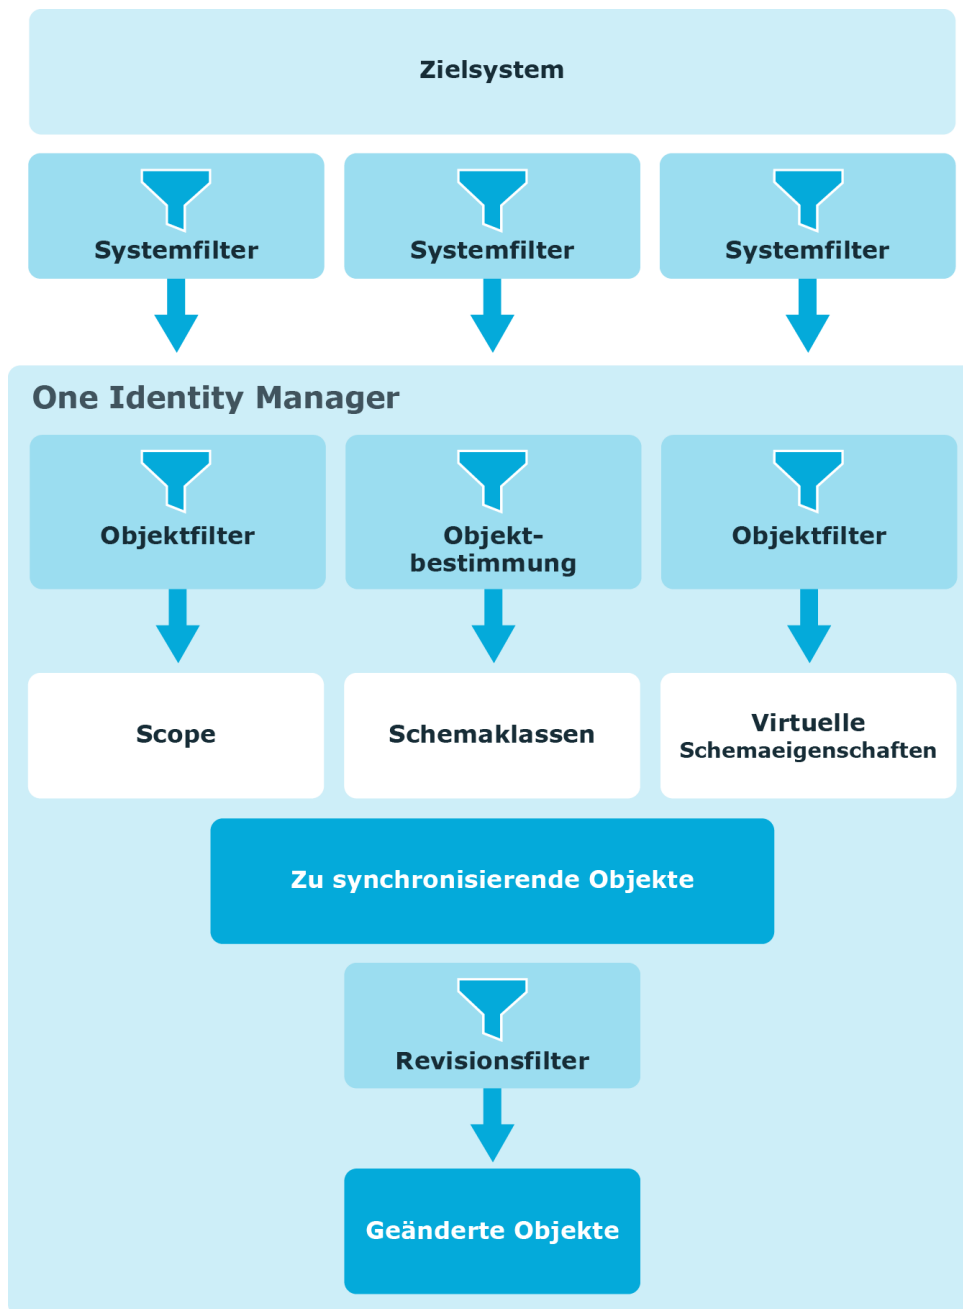 Zielsystem
Systemfilter
Systemfilter
Systemfilter
One Identity Manager
Objektfilter
Objekt-
bestimmung
Objektfilter
Scope
Schemaklassen
Virtuelle
Schemaeigenschaften
Zu synchronisierende Objekte
Revisionsfilter
Geänderte Objekte